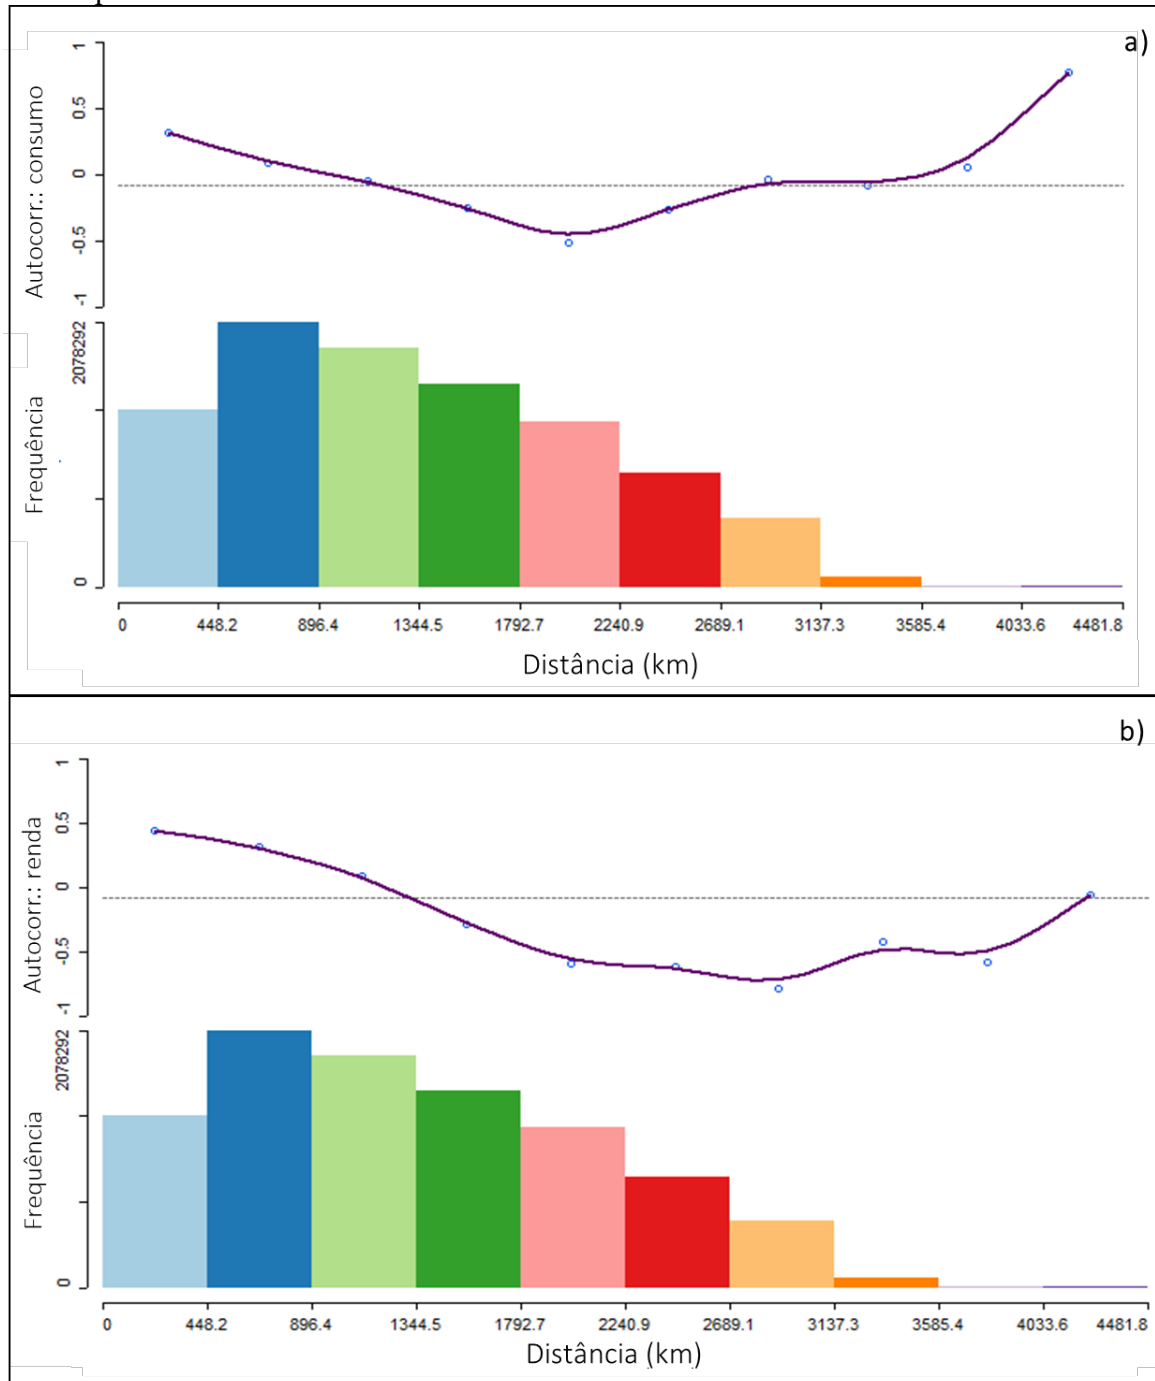 a)
Autocorr.: consumo
1
0.5
0
-0.5
-1
Frequência
2078292
0
0 448.2 896.4 1344.5 1792.7 2240.9 2689.1 3137.3 3585.4 4033.6 4481.8
Distância (km)
b)
Autocorr.: renda
1
0.5
0
-0.5
-1
Frequência
2078292
0
0 448.2 896.4 1344.5 1792.7 2240.9 2689.1 3137.3 3585.4 4033.6 4481.8
Distância (km)